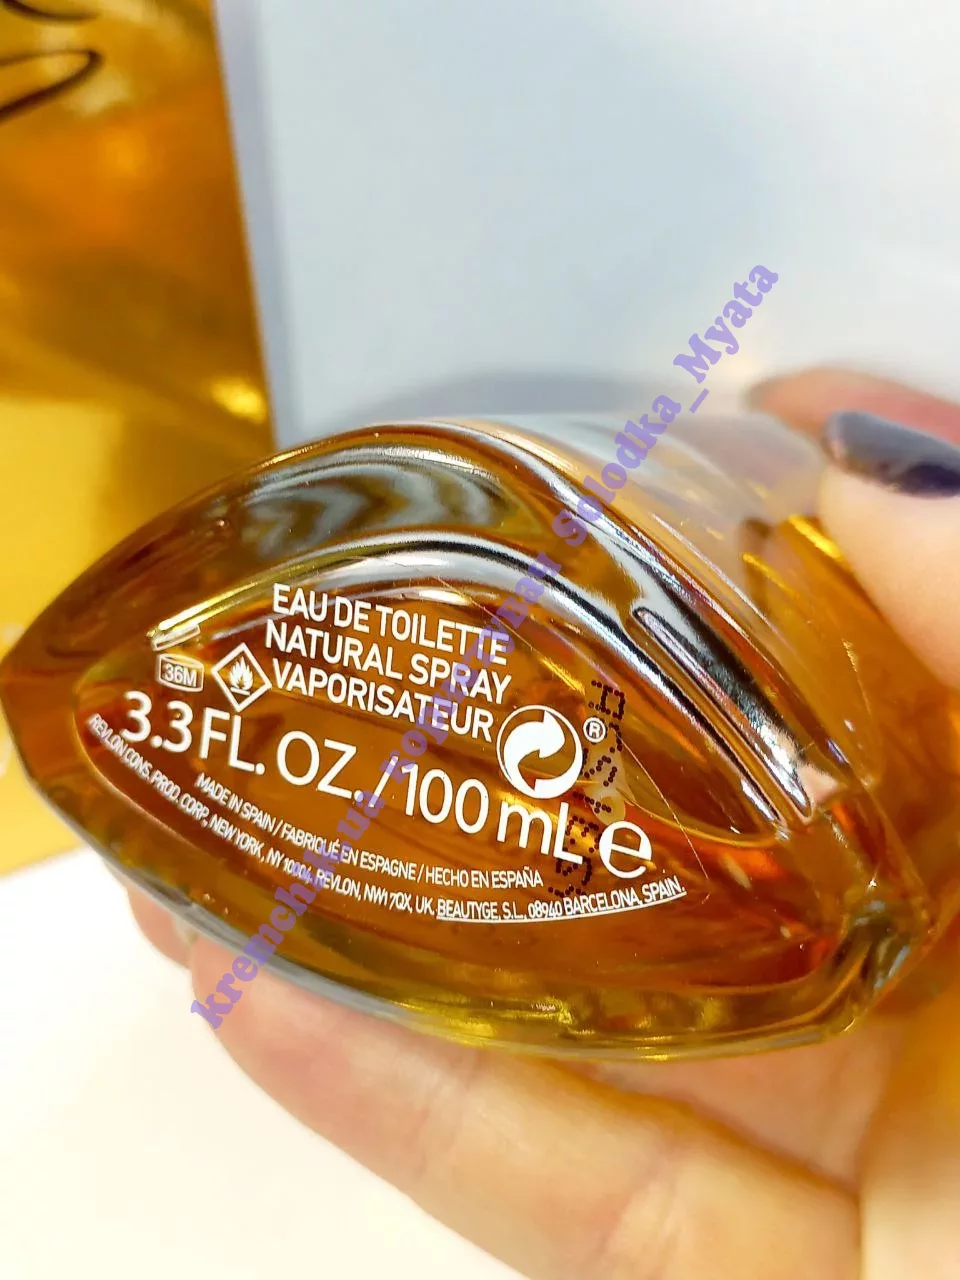 EAU DE TOILETTE
NATURAL SPRAY
VAPORISATEUR
36M
3.3 FL. OZ. / 100 mL e
MADE IN SPAIN / FABRIQUÉ EN ESPAGNE / HECHO EN ESPAÑA
REVLON CONS. PROD. CORP., NEW YORK, NY 10004, REVLON, NW1 7QX, UK, BEAUTYGE, S.L., 08940 BARCELONA, SPAIN.
®
kremchik.ua Solodka_Myata